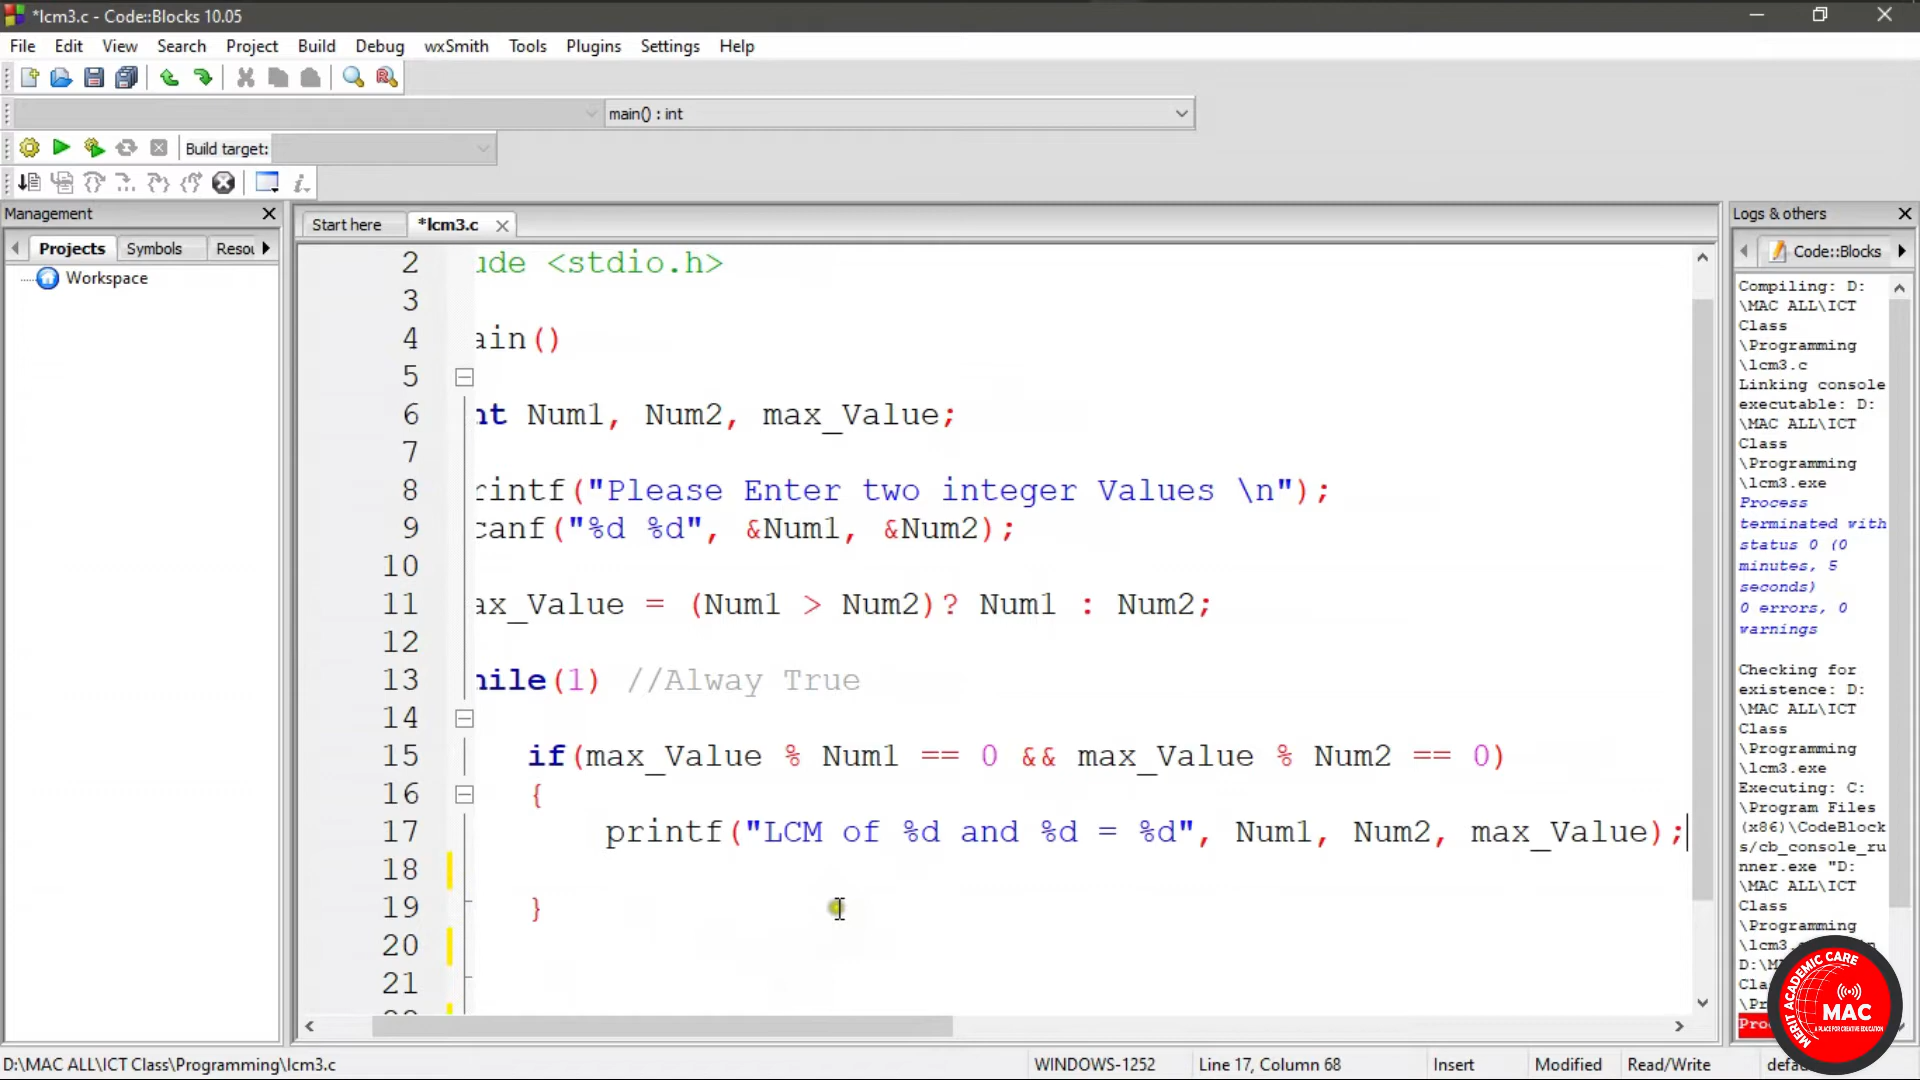 *lcm3.c - Code::Blocks 10.05
File Edit View Search Project Build Debug wxSmith Tools Plugins Settings Help
main() : int
Build target:
Management
Projects Symbols Resou
Workspace
Start here *lcm3.c
2 ude <stdio.h>
3
4 ain()
5
6 nt Num1, Num2, max_Value;
7
8 rintf("Please Enter two integer Values \n");
9 canf("%d %d", &Num1, &Num2);
10
11 ax_Value = (Num1 > Num2)? Num1 : Num2;
12
13 hile(1) //Alway True
14
15 if(max_Value % Num1 == 0 && max_Value % Num2 == 0)
16 {
17 printf("LCM of %d and %d = %d", Num1, Num2, max_Value);
18
19 }
20
21
Logs & others
Code::Blocks
Compiling: D:
\MAC ALL\ICT
Class
\Programming
\lcm3.c
Linking console
executable: D:
\MAC ALL\ICT
Class
\Programming
\lcm3.exe
Process
terminated with
status 0 (0
minutes, 5
seconds)
0 errors, 0
warnings
Checking for
existence: D:
\MAC ALL\ICT
Class
\Programming
\lcm3.exe
Executing: C:
\Program Files
(x86)\CodeBlock
s/cb_console_ru
nner.exe "D:
\MAC ALL\ICT
Class
\Programming
MERIT ACADEMIC CARE
MAC
A PLACE FOR CREATIVE EDUCATION
D:\MAC ALL\ICT Class\Programming\lcm3.c WINDOWS-1252 Line 17, Column 68 Insert Modified Read/Write